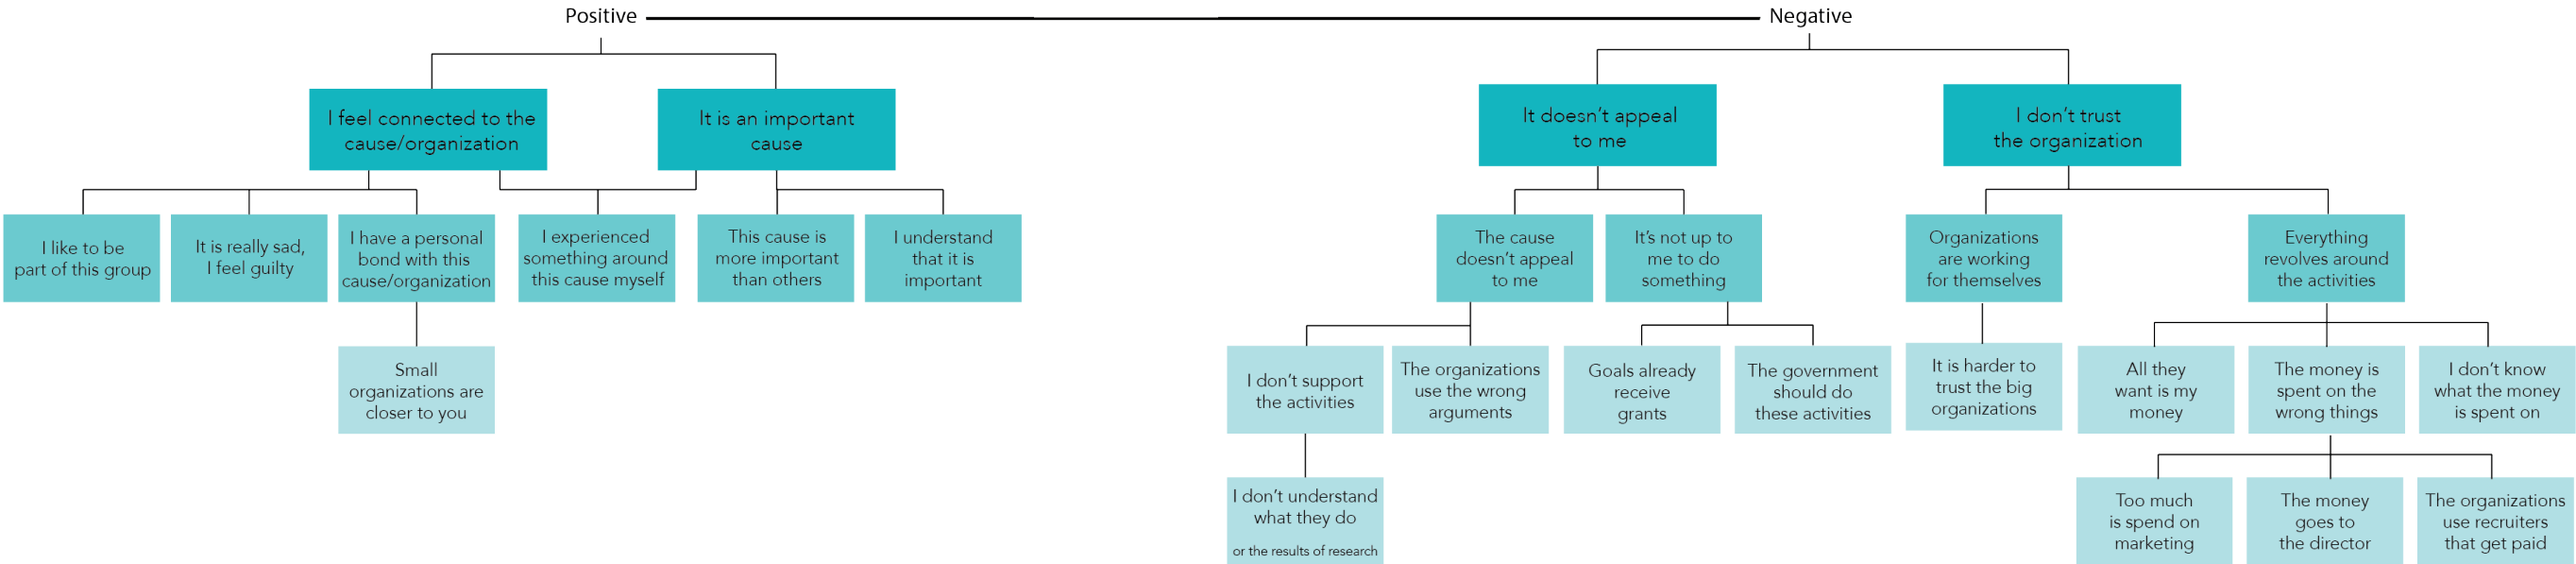 Positive
Negative
I feel connected to the
cause/organization
It is an important
cause
It doesn't appeal
to me
I don't trust
the organization
I like to be
part of this group
It is really sad,
I feel guilty
I have a personal
bond with this
cause/organization
I experienced
something around
this cause myself
This cause is
more important
than others
I understand
that it is
important
The cause
doesn't appeal
to me
It's not up to
me to do
something
Organizations
are working
for themselves
Everything
revolves around
the activities
Small
organizations are
closer to you
I don't support
the activities
The organizations
use the wrong
arguments
Goals already
receive
grants
The government
should do
these activities
It is harder to
trust the big
organizations
All they
want is my
money
The money is
spent on the
wrong things
I don't know
what the money
is spent on
I don't understand
what they do
or the results of research
Too much
is spend on
marketing
The money
goes to
the director
The organizations
use recruiters
that get paid